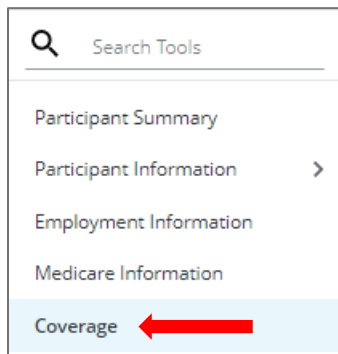 Search Tools
Participant Summary
Participant Information
Employment Information
Medicare Information
Coverage